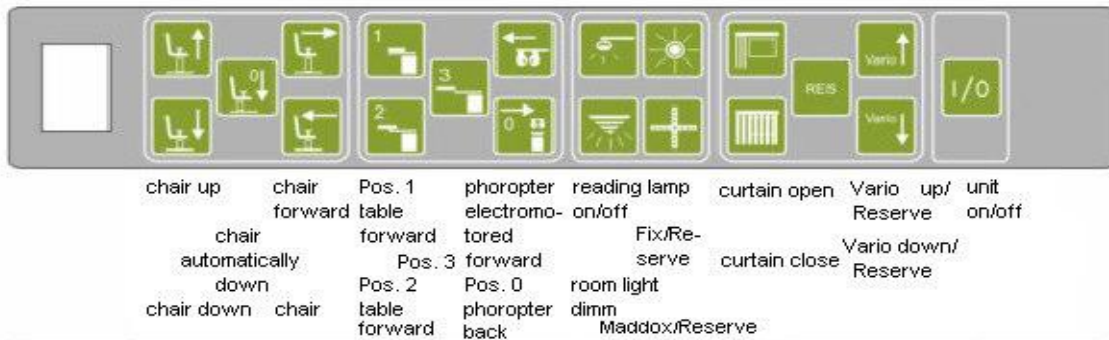 1
0
3
Vario
RES
I/O
2
0
Vario
chair up chair Pos. 1 phoropter reading lamp curtain open Vario up/ unit
forward table electromo- on/off Reserve on/off
chair forward tored Fix/Re-
automatically Pos. 3 forward serve curtain close Vario down/
down Pos. 2 Pos. 0 room light Reserve
chair down chair table phoropter dimm
forward back Maddox/Reserve